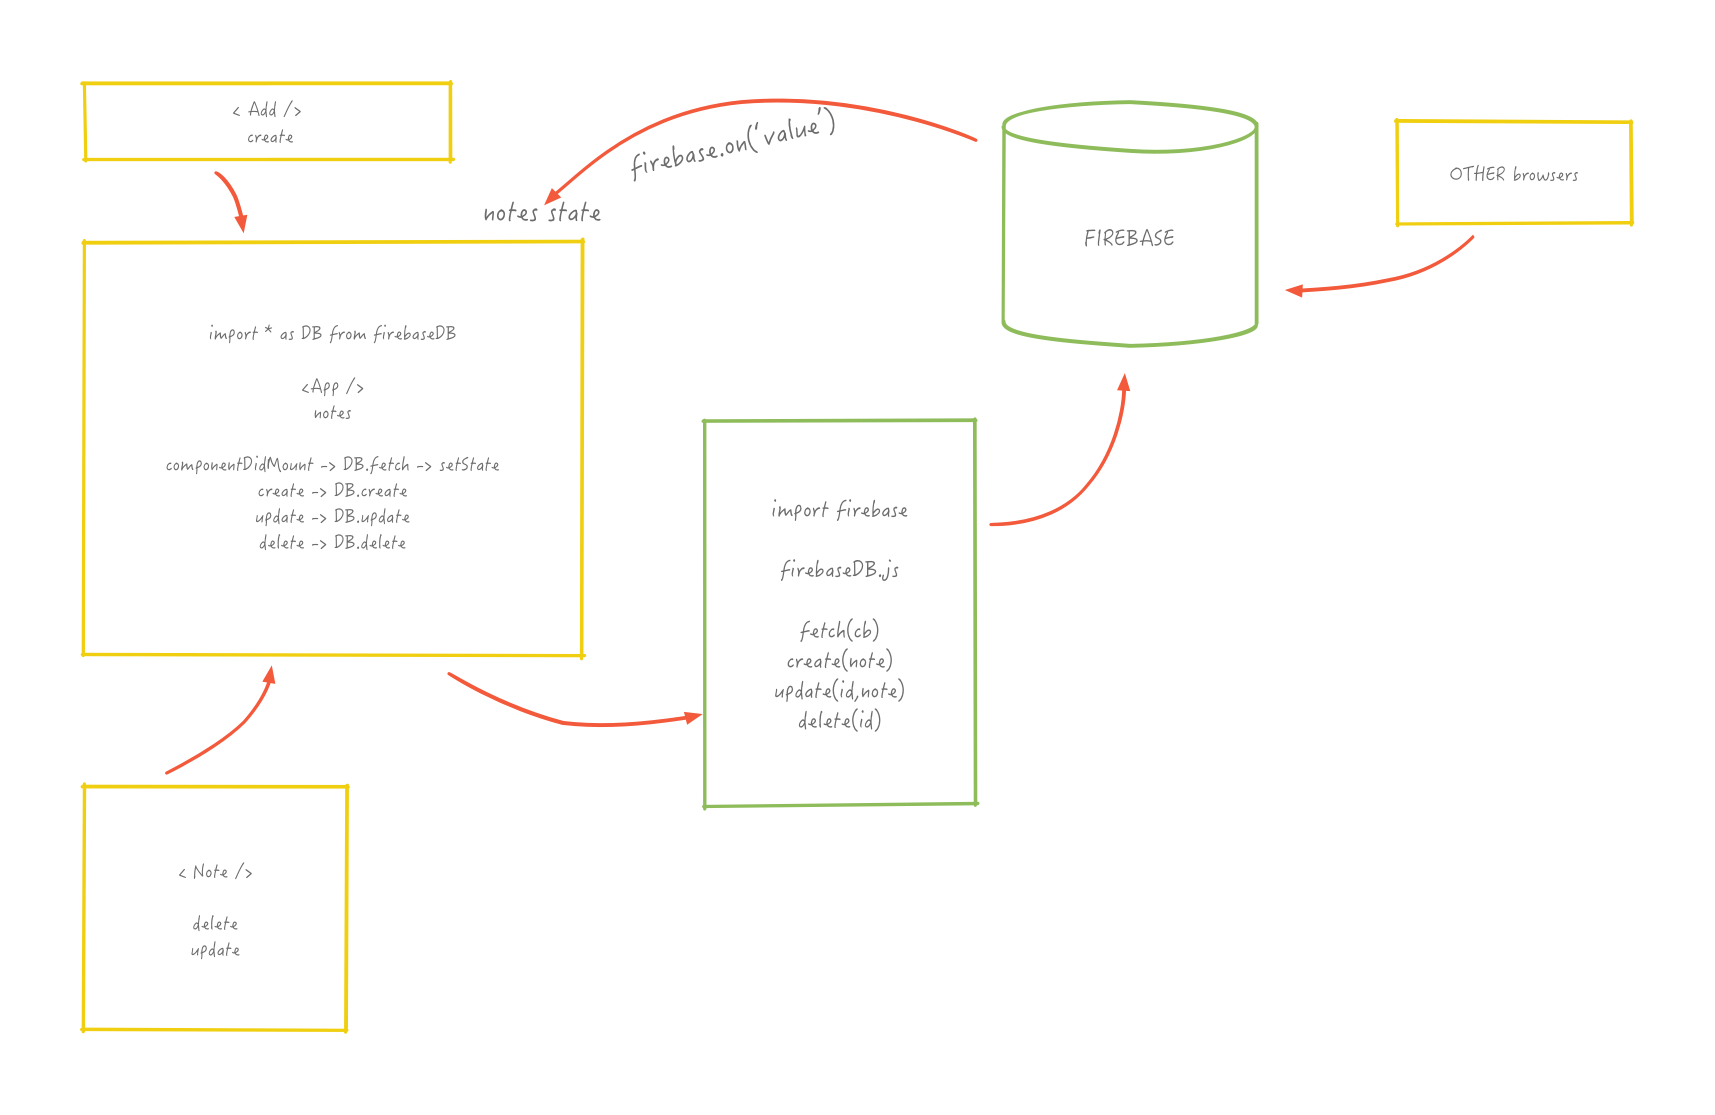 < Add />
create
firebase.on('value')
notes state
FIREBASE
OTHER browsers
import * as DB from firebaseDB
<App />
notes
componentDidMount -> DB.fetch -> setState
create -> DB.create
update -> DB.update
delete -> DB.delete
import firebase
firebaseDB.js
fetch(cb)
create(note)
update(id,note)
delete(id)
< Note />
delete
update